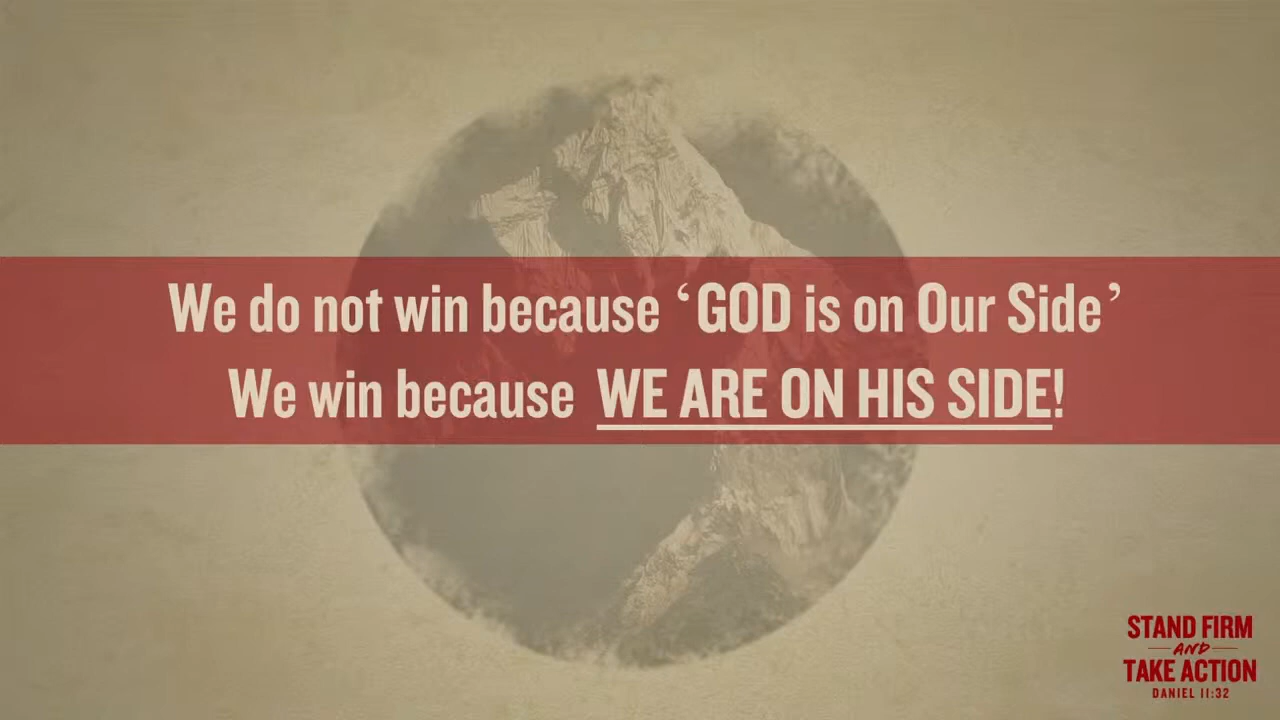 We do not win because ‘GOD is on Our Side’
We win because WE ARE ON HIS SIDE!
STAND FIRM
AND
TAKE ACTION
DANIEL 11:32